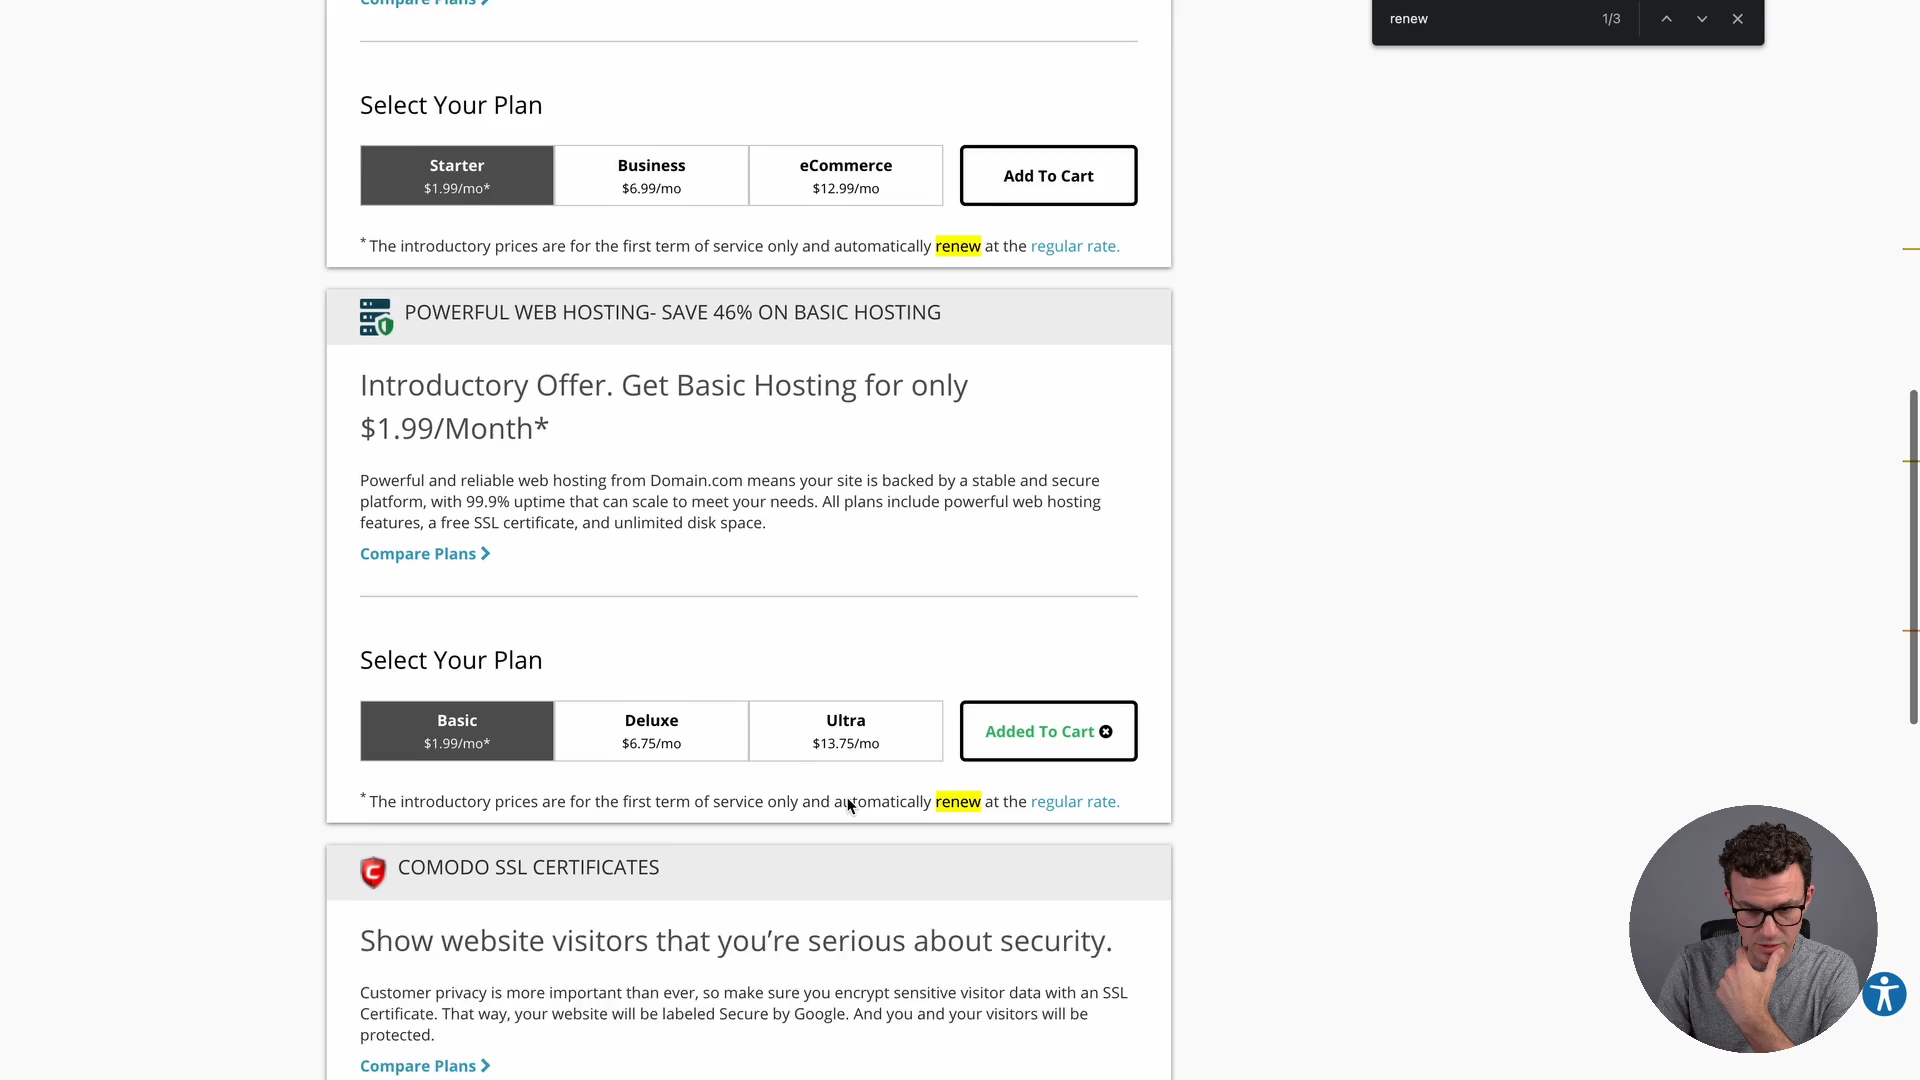 Compare Plans
renew
1/3
Select Your Plan
Starter
$1.99/mo*
Business
$6.99/mo
eCommerce
$12.99/mo
Add To Cart
* The introductory prices are for the first term of service only and automatically renew at the regular rate.
POWERFUL WEB HOSTING- SAVE 46% ON BASIC HOSTING
Introductory Offer. Get Basic Hosting for only
$1.99/Month*
Powerful and reliable web hosting from Domain.com means your site is backed by a stable and secure
platform, with 99.9% uptime that can scale to meet your needs. All plans include powerful web hosting
features, a free SSL certificate, and unlimited disk space.
Compare Plans
Select Your Plan
Basic
$1.99/mo*
Deluxe
$6.75/mo
Ultra
$13.75/mo
Added To Cart
* The introductory prices are for the first term of service only and automatically renew at the regular rate.
COMODO SSL CERTIFICATES
Show website visitors that you’re serious about security.
Customer privacy is more important than ever, so make sure you encrypt sensitive visitor data with an SSL
Certificate. That way, your website will be labeled Secure by Google. And you and your visitors will be
protected.
Compare Plans